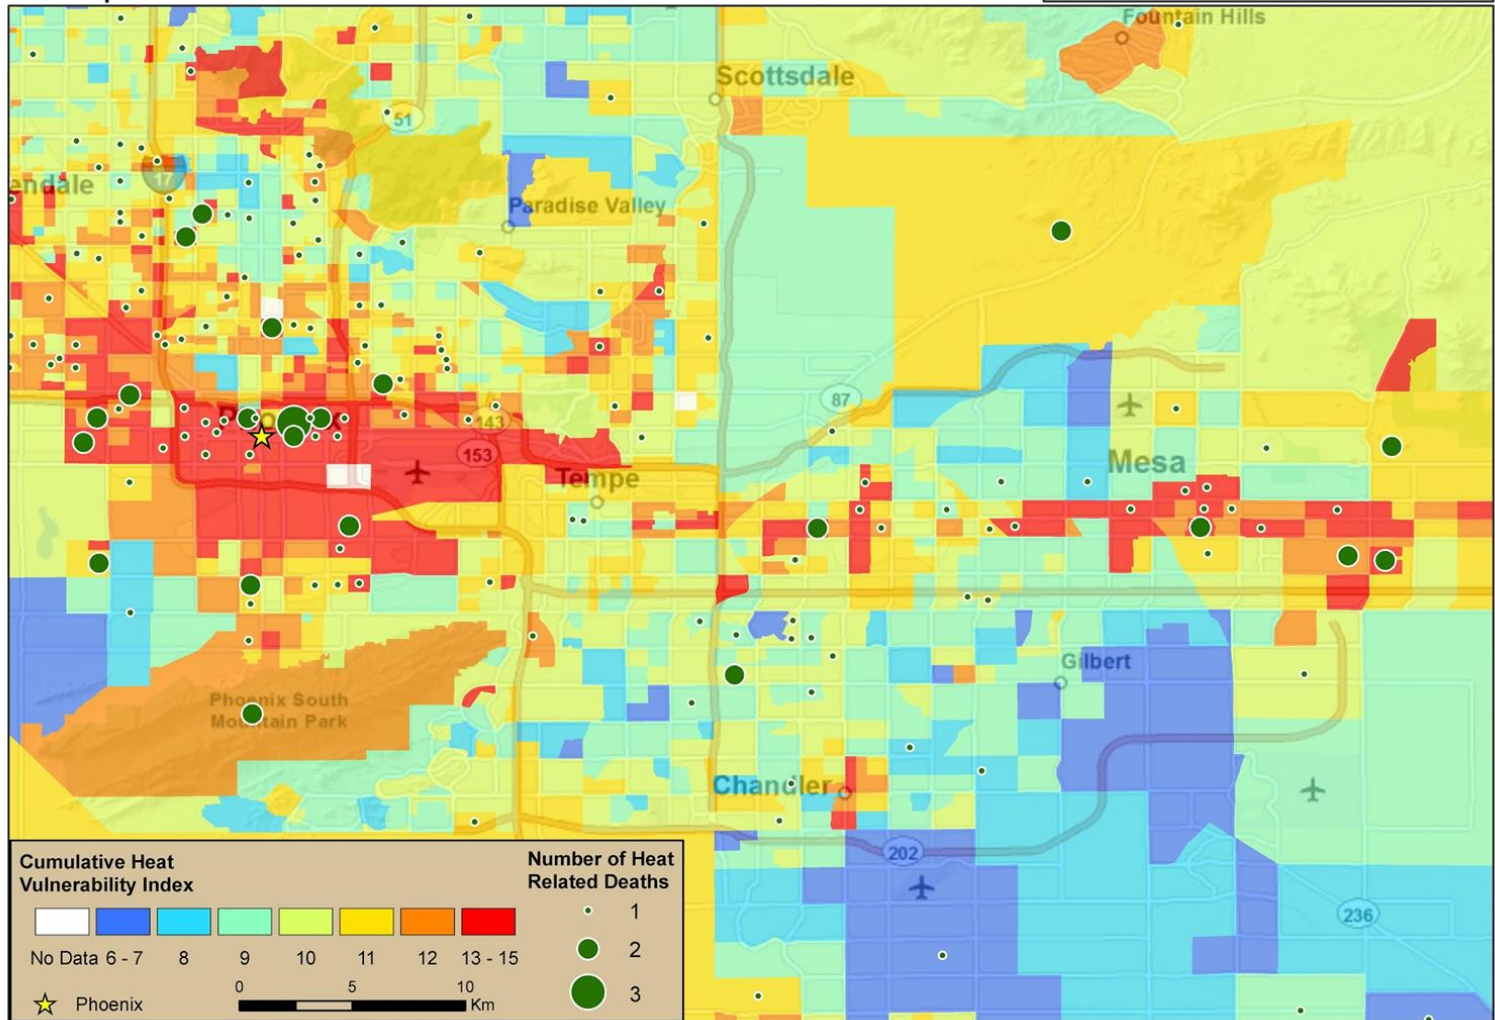 Fountain Hills
Scottsdale
51
17
endale
Paradise Valley
87
143
153
Mesa
Tempe
Gilbert
Phoenix South
Mountain Park
Chandler
202
236
Cumulative Heat
Vulnerability Index
No Data 6 - 7 8 9 10 11 12 13 - 15
Phoenix
0 5 10
Km
Number of Heat
Related Deaths
1
2
3